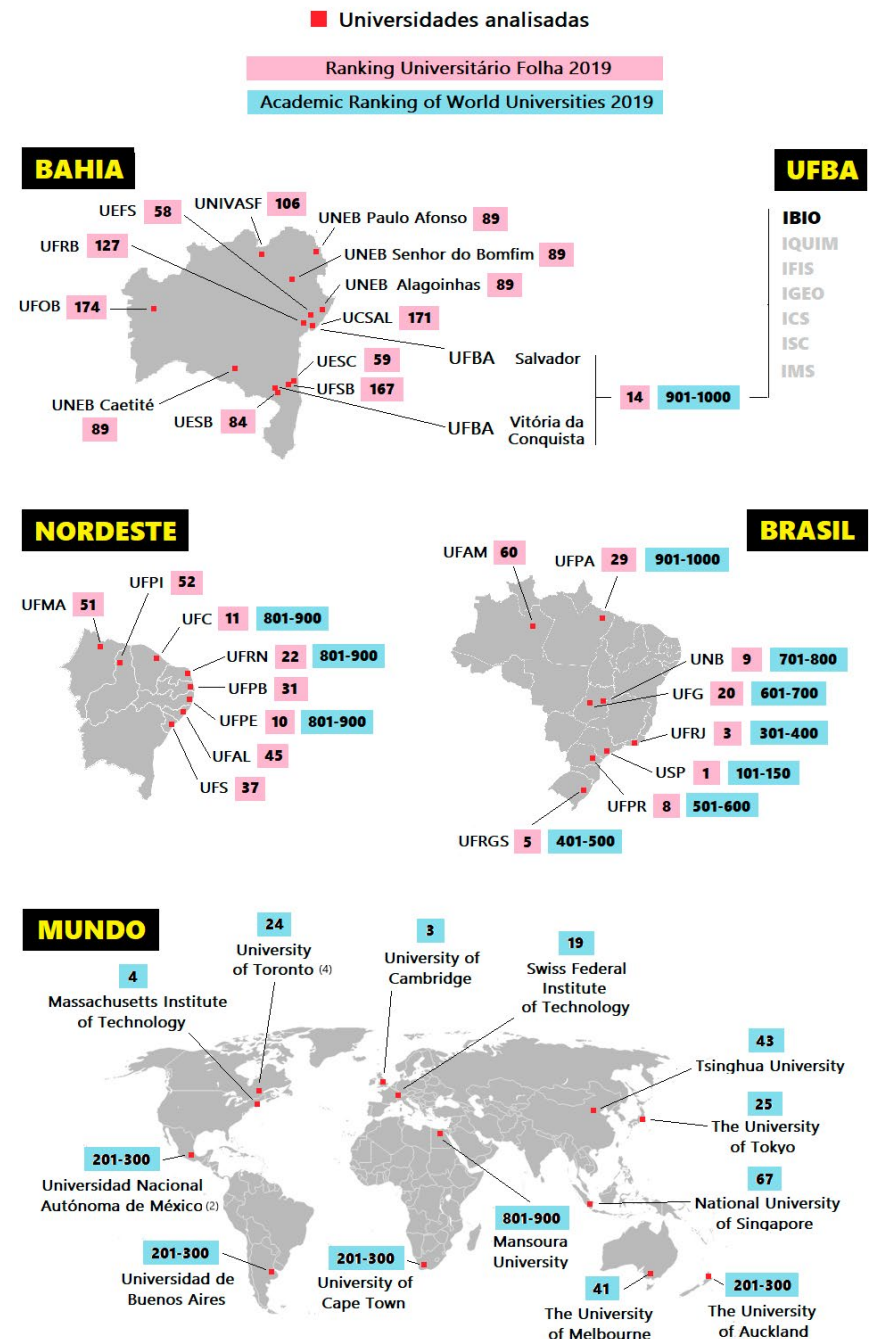 Universidades analisadas
Ranking Universitário Folha 2019
Academic Ranking of World Universities 2019
BAHIA
UFBA
UEFS 58
UNIVASF 106
UNEB Paulo Afonso 89
UFRB 127
UNEB Senhor do Bomfim 89
UNEB Alagoinhas 89
UFOB 174
UCSAL 171
UFBA Salvador
UESC 59
UFSB 167
UNEB Caetité
89
UESB 84
UFBA Vitória da
Conquista
14 901-1000
IBIO
IQUIM
IFIS
IGEO
ICS
ISC
IMS
NORDESTE
UFMA 51
UFPI 52
UFC 11 801-900
UFRN 22 801-900
UFPB 31
UFPE 10 801-900
UFAL 45
UFS 37
BRASIL
UFAM 60
UFPA 29 901-1000
UNB 9 701-800
UFG 20 601-700
UFRJ 3 301-400
USP 1 101-150
UFPR 8 501-600
UFRGS 5 401-500
MUNDO
4
Massachusetts Institute
of Technology
24
University
of Toronto (4)
3
University of
Cambridge
19
Swiss Federal
Institute
of Technology
43
Tsinghua University
25
The University
of Tokyo
67
National University
of Singapore
201-300
Universidad Nacional
Autónoma de México (2)
201-300
Universidad de
Buenos Aires
201-300
University of
Cape Town
801-900
Mansoura
University
41
The University
of Melbourne
201-300
The University
of Auckland